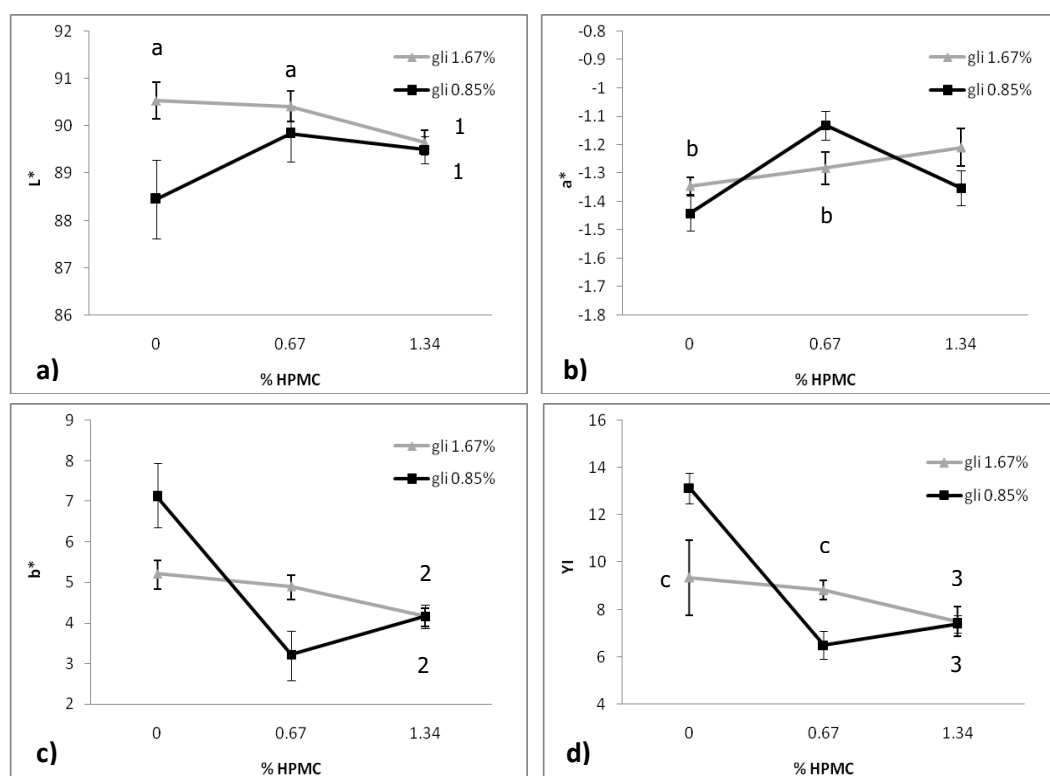 92
91
90
89
88
87
86
L*
a
a
1
1
gli 1.67%
gli 0.85%
0
0.67
1.34
% HPMC
a)
-0.8
-0.9
-1
-1.1
-1.2
-1.3
-1.4
-1.5
-1.6
-1.7
-1.8
a*
b
b
gli 1.67%
gli 0.85%
0
0.67
1.34
% HPMC
b)
9
8
7
6
5
4
3
2
b*
2
2
gli 1.67%
gli 0.85%
0
0.67
1.34
% HPMC
c)
16
14
12
10
8
6
4
YI
c
c
3
3
gli 1.67%
gli 0.85%
0
0.67
1.34
% HPMC
d)